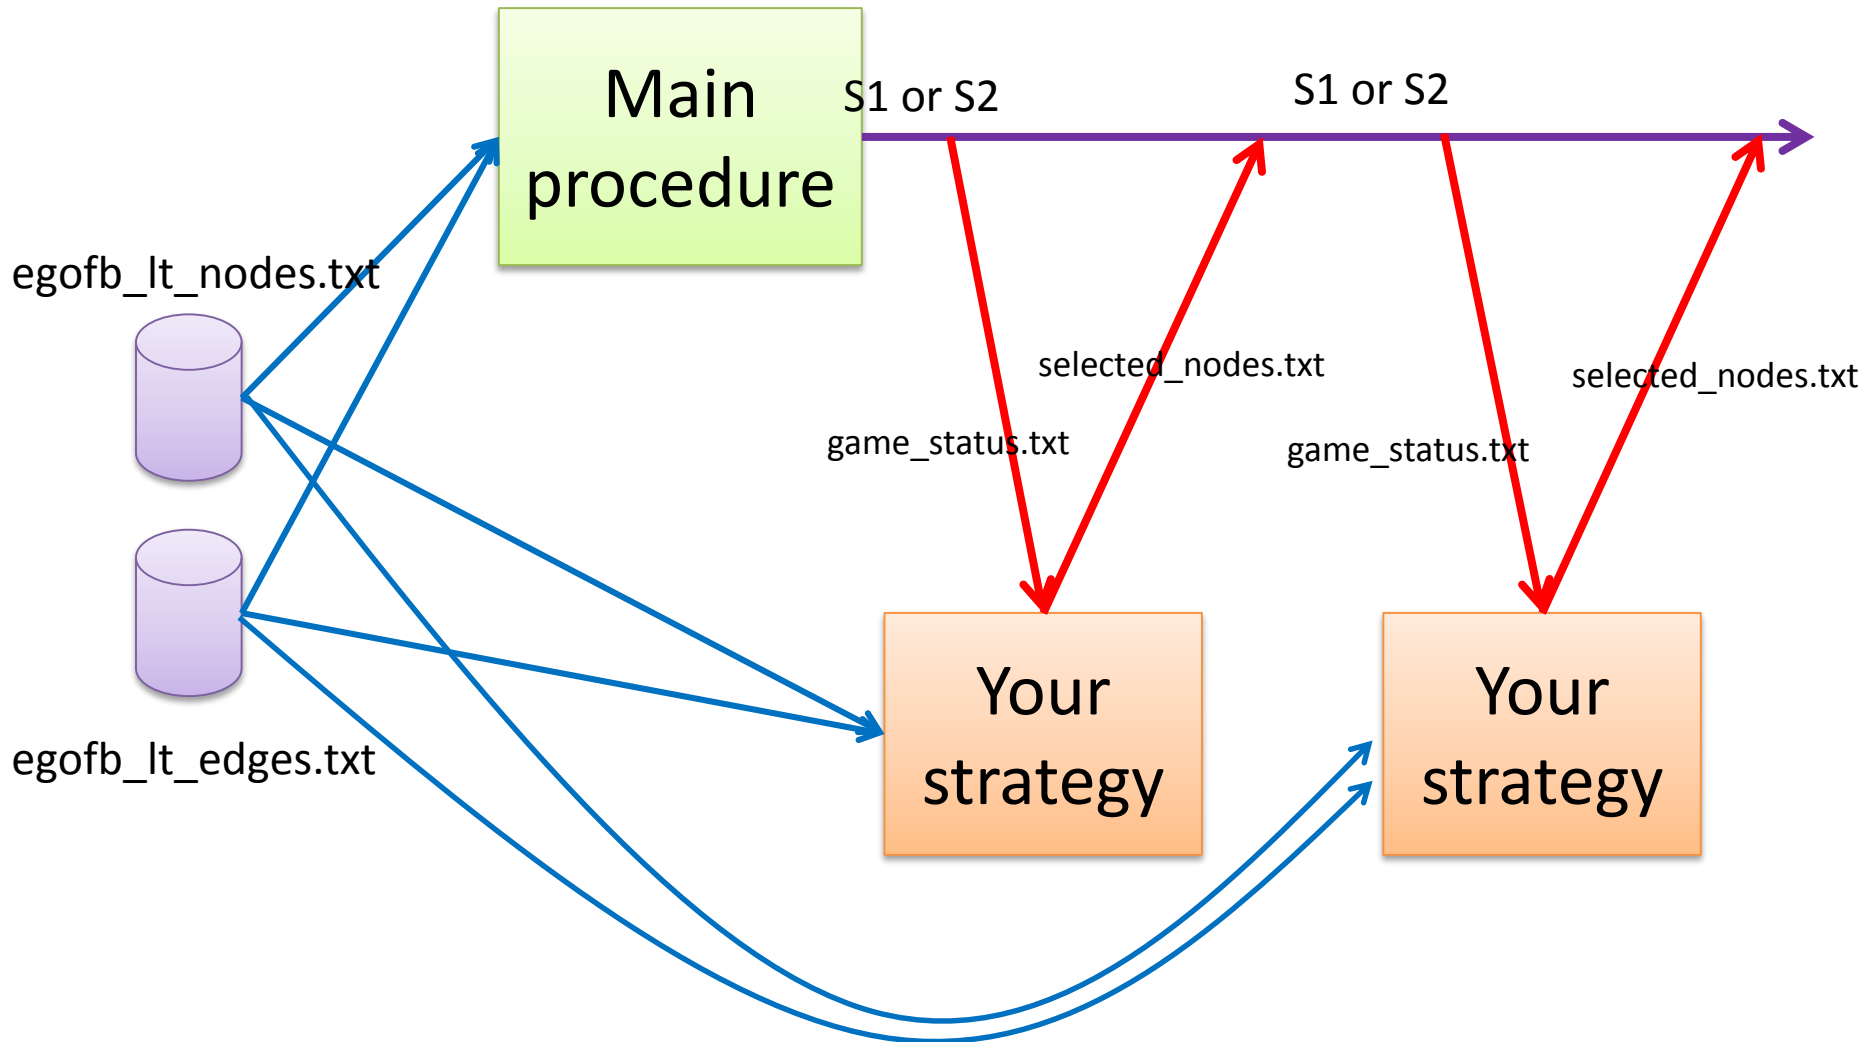 Main
procedure
S1 or S2
S1 or S2
egofb_lt_nodes.txt
selected_nodes.txt
selected_nodes.txt
game_status.txt
game_status.txt
egofb_lt_edges.txt
Your
strategy
Your
strategy